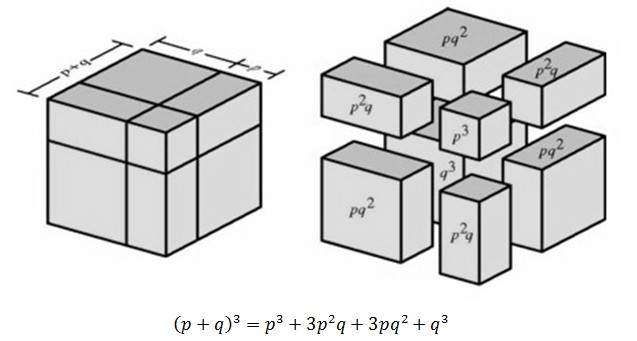 p+q
q
p
pq²
p²q
p²q
p³
pq²
q³
pq²
p²q
(p + q)³ = p³ + 3p²q + 3pq² + q³